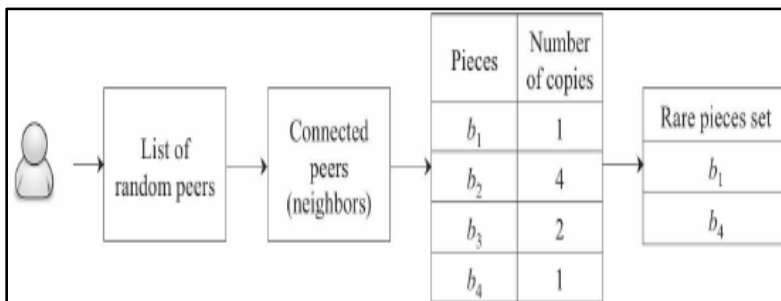 List of
random peers
Connected
peers
(neighbors)
Pieces
Number
of copies
b₁ 1
b₂ 4
b₃ 2
b₄ 1
Rare pieces set
b₁
b₄